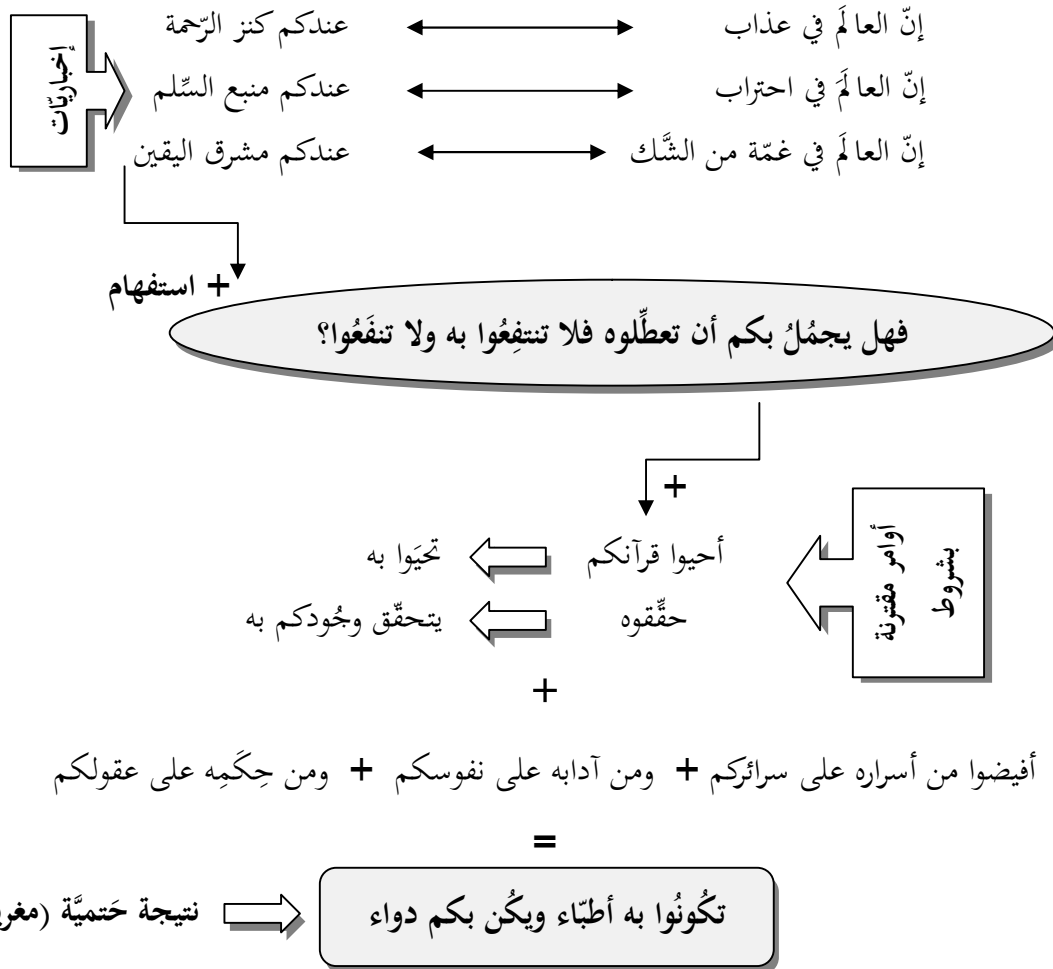 إنّ العالَم في عذاب عندكم كنز الرّحمة
إنّ العالَم في احتراب عندكم منبع السِّلم
إنّ العالَم في غمّة من الشَّك عندكم مشرق اليقين
إخباريّات
+ استفهام
فهل يجمُلُ بكم أن تعطِّلوه فلا تنتفِعُوا به ولا تنفَعُوا؟
+
أوامر مقترنة
بشروط
أحيوا قرآنكم تحيَوا به
حقِّقوه يتحقّق وجُودكم به
+
أفيضوا من أسراره على سرائركم + ومن آدابه على نفوسكم + ومن حِكَمِه على عقولكم
=
تكُونُوا به أطبّاء ويكُن بكم دواء
نتيجة حَتميَّة